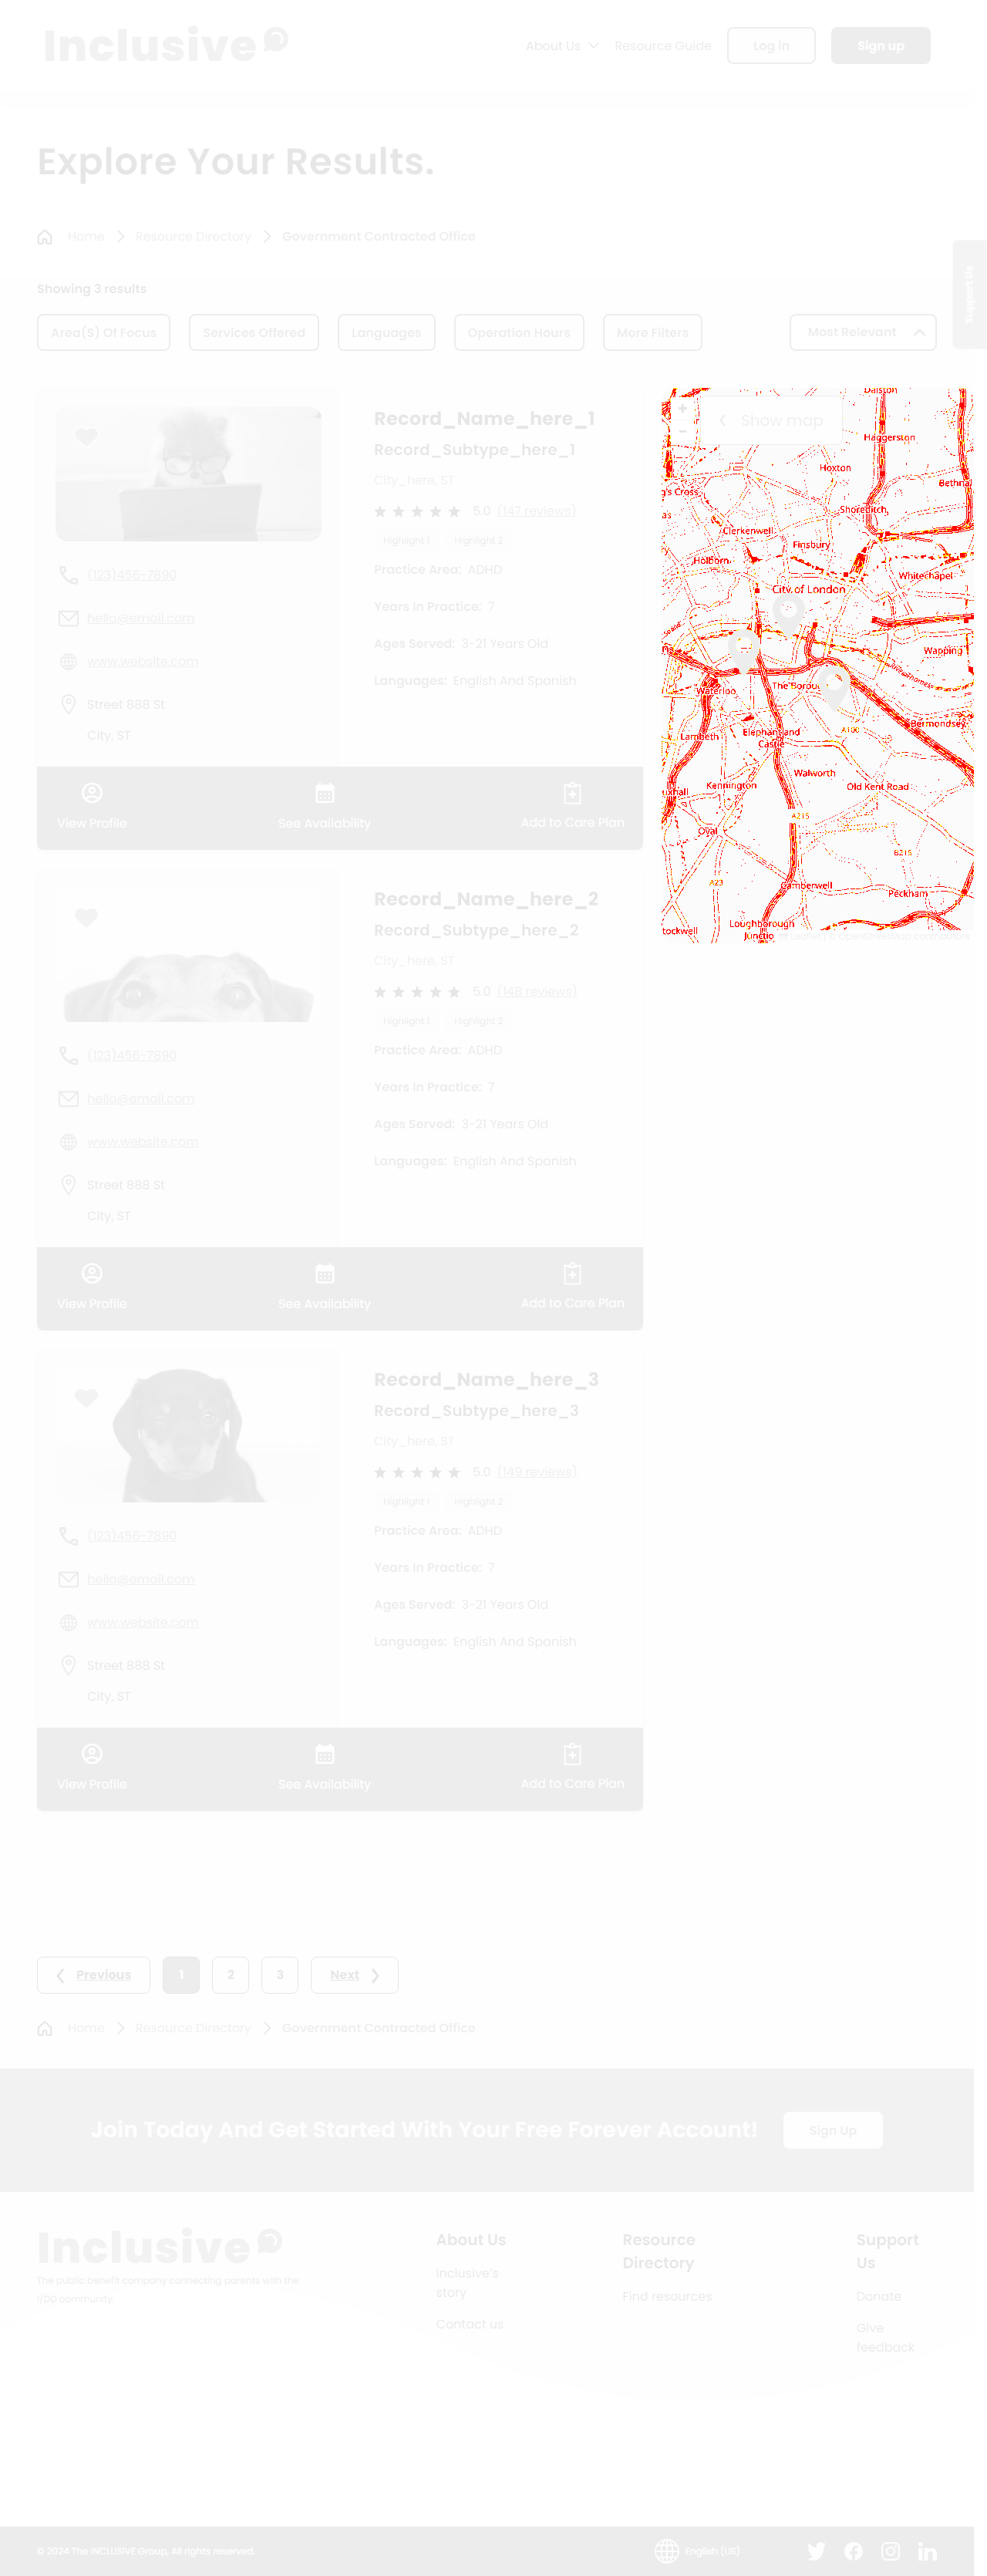 Inclusive
About Us
Resource Guide
Log in
Sign up
Explore Your Results.
Home
Resource Directory
Government Contracted Office
Support Us
Showing 3 results
Area(S) Of Focus
Services Offered
Languages
Operation Hours
More Filters
Most Relevant
Record_Name_here_1
Record_Subtype_here_1
City_here, ST
5.0 (147 reviews)
Highlight 1
Highlight 2
Practice Area: ADHD
Years In Practice: 7
Ages Served: 3-21 Years Old
Languages: English And Spanish
(123)456-7890
hello@email.com
www.website.com
Street 888 St
City, ST
View Profile
See Availability
Add to Care Plan
+
−
Show map
Dalston
Haggerston
Hoxton
Bethnal
g's Cross
Shoreditch
as
Clerkenwell
Finsbury
Holborn
Whitechapel
City of London
Wapping
Waterloo
The Boroug
Bermondsey
A100
Lambeth
Elephant and
Castle
Walworth
Kennington
Old Kent Road
uxhall
A215
Oval
B215
A23
Camberwell
Peckham
Loughborough
Junctio
tockwell
Record_Name_here_2
Record_Subtype_here_2
City_here, ST
5.0 (148 reviews)
Highlight 1
Highlight 2
Practice Area: ADHD
Years In Practice: 7
Ages Served: 3-21 Years Old
Languages: English And Spanish
(123)456-7890
hello@email.com
www.website.com
Street 888 St
City, ST
View Profile
See Availability
Add to Care Plan
Record_Name_here_3
Record_Subtype_here_3
City_here, ST
5.0 (149 reviews)
Highlight 1
Highlight 2
Practice Area: ADHD
Years In Practice: 7
Ages Served: 3-21 Years Old
Languages: English And Spanish
(123)456-7890
hello@email.com
www.website.com
Street 888 St
City, ST
View Profile
See Availability
Add to Care Plan
Previous
1
2
3
Next
Home
Resource Directory
Government Contracted Office
Join Today And Get Started With Your Free Forever Account!
Sign Up
Inclusive
The public benefit company connecting parents with the
I/DD community.
About Us
Inclusive's
story
Contact us
Resource
Directory
Find resources
Support
Us
Donate
Give
feedback
© 2024 The INCLUSIVE Group, All rights reserved.
English (US)